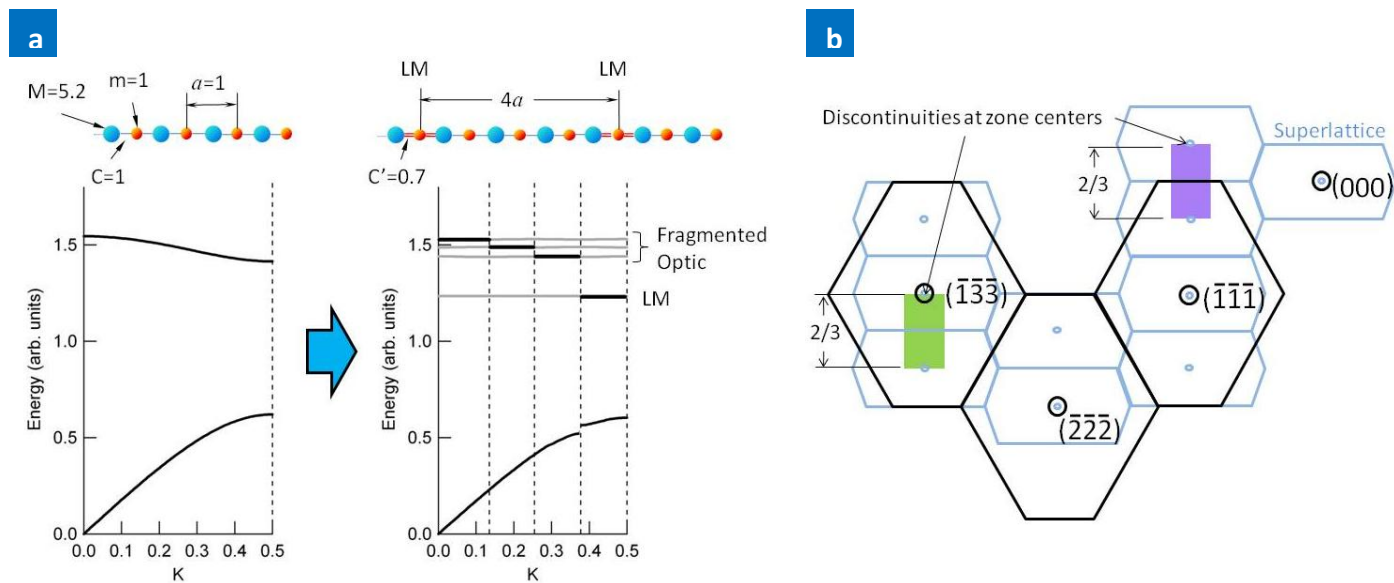 a
M=5.2
m=1
a=1
C=1
Energy (arb. units)
1.5
1.0
0.5
0.0
0.0 0.1 0.2 0.3 0.4 0.5
K
LM
LM
4a
C'=0.7
Energy (arb. units)
1.5
1.0
0.5
0.0
Fragmented
Optic
LM
0.0 0.1 0.2 0.3 0.4 0.5
K
b
Discontinuities at zone centers
Superlattice
2/3
(000)
(1̅3̅3̅)
2/3
(1̅1̅1̅)
(2̅2̅2̅)